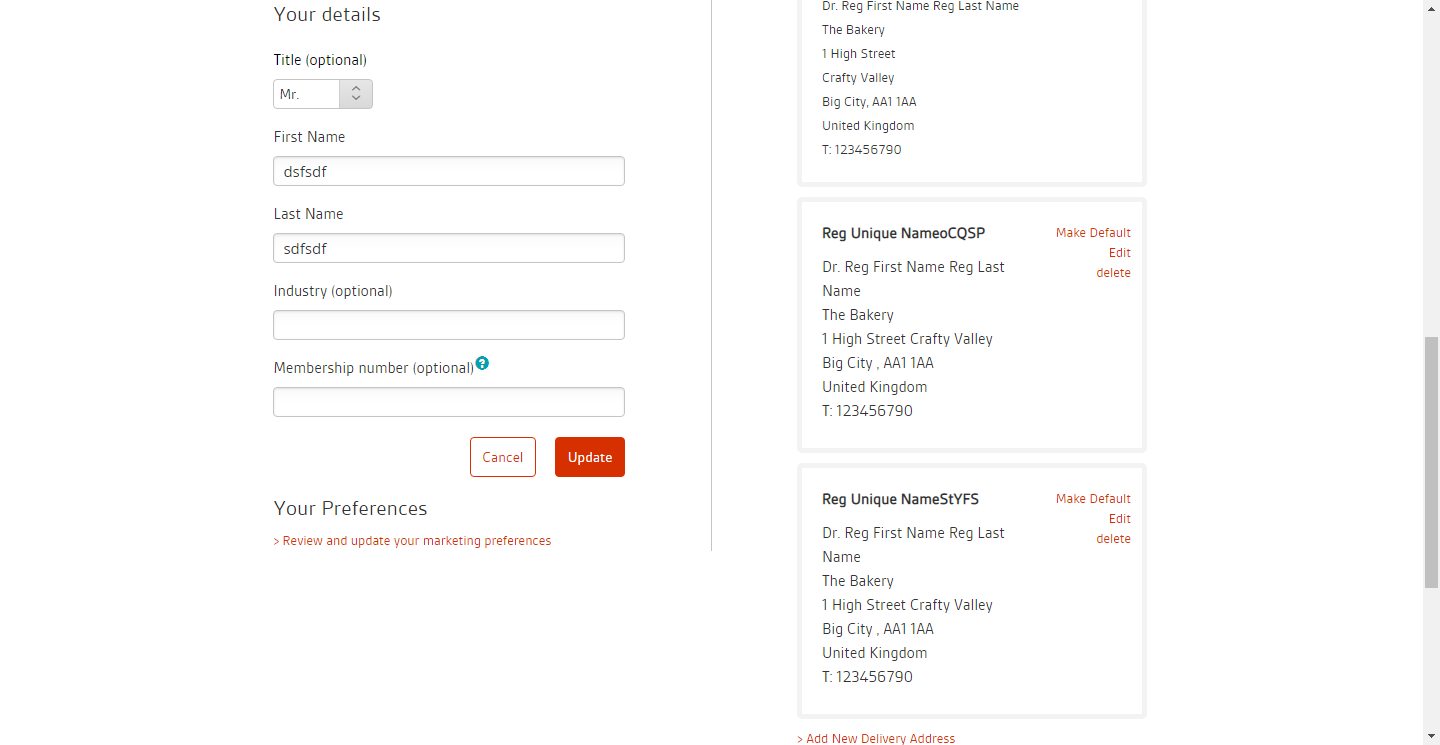 Your details
Title (optional)
Mr.
First Name
dsfsdf
Last Name
sdfsdf
Industry (optional)
Membership number (optional)
?
Cancel
Update
Your Preferences
> Review and update your marketing preferences
Dr. Reg First Name Reg Last Name
The Bakery
1 High Street
Crafty Valley
Big City, AA1 1AA
United Kingdom
T: 123456790
Reg Unique NameoCQSP
Make Default
Edit
delete
Dr. Reg First Name Reg Last
Name
The Bakery
1 High Street Crafty Valley
Big City , AA1 1AA
United Kingdom
T: 123456790
Reg Unique NameStYFS
Make Default
Edit
delete
Dr. Reg First Name Reg Last
Name
The Bakery
1 High Street Crafty Valley
Big City , AA1 1AA
United Kingdom
T: 123456790
> Add New Delivery Address